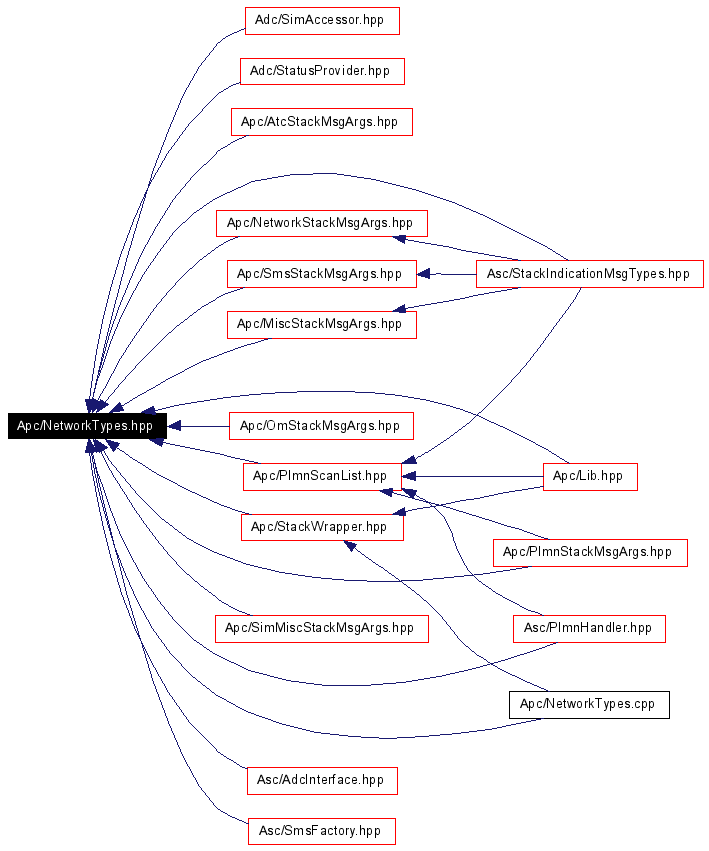 Adc/SimAccessor.hpp
Adc/StatusProvider.hpp
Apc/AtcStackMsgArgs.hpp
Apc/NetworkStackMsgArgs.hpp
Apc/SmsStackMsgArgs.hpp
Asc/StackIndicationMsgTypes.hpp
Apc/MiscStackMsgArgs.hpp
Apc/NetworkTypes.hpp
Apc/OmStackMsgArgs.hpp
Apc/PlmnScanList.hpp
Apc/Lib.hpp
Apc/StackWrapper.hpp
Apc/PlmnStackMsgArgs.hpp
Apc/SimMiscStackMsgArgs.hpp
Asc/PlmnHandler.hpp
Apc/NetworkTypes.cpp
Asc/AdcInterface.hpp
Asc/SmsFactory.hpp